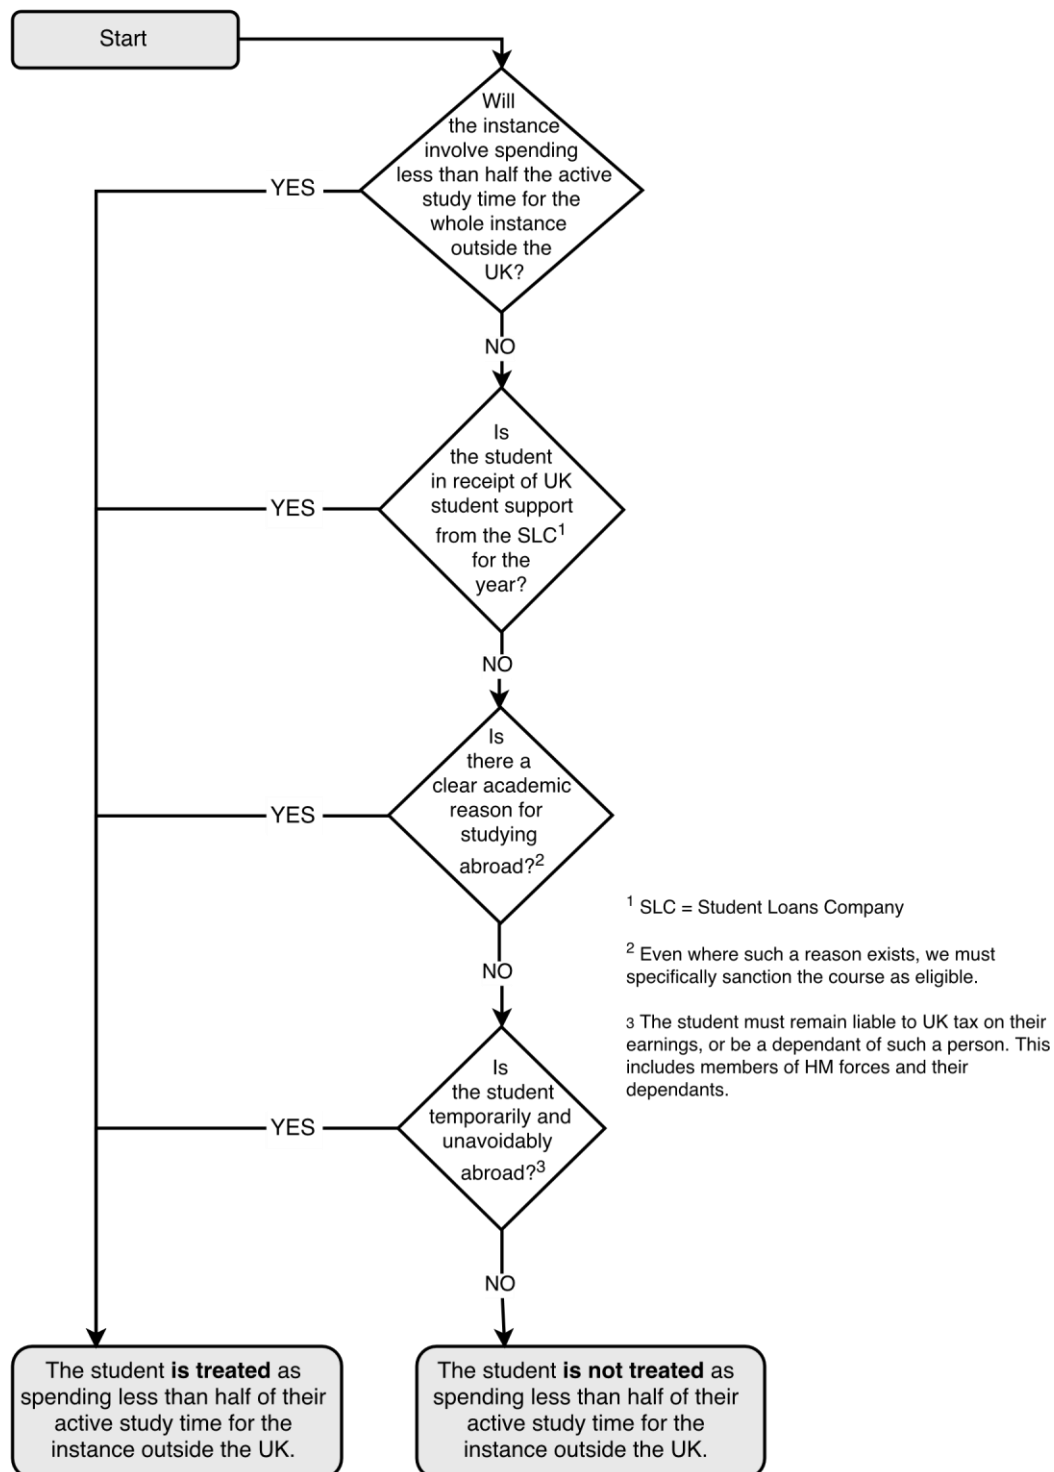 Start
Will
the instance
involve spending
less than half the active
study time for the
whole instance
outside the
UK?
YES
NO
Is
the student
in receipt of UK
student support
from the SLC1
for the
year?
YES
NO
Is
there a
clear academic
reason for
studying
abroad?2
YES
NO
1 SLC = Student Loans Company
2 Even where such a reason exists, we must
specifically sanction the course as eligible.
3 The student must remain liable to UK tax on their
earnings, or be a dependant of such a person. This
includes members of HM forces and their
dependants.
Is
the student
temporarily and
unavoidably
abroad?3
YES
NO
The student is treated as
spending less than half of their
active study time for the
instance outside the UK.
The student is not treated as
spending less than half of their
active study time for the
instance outside the UK.